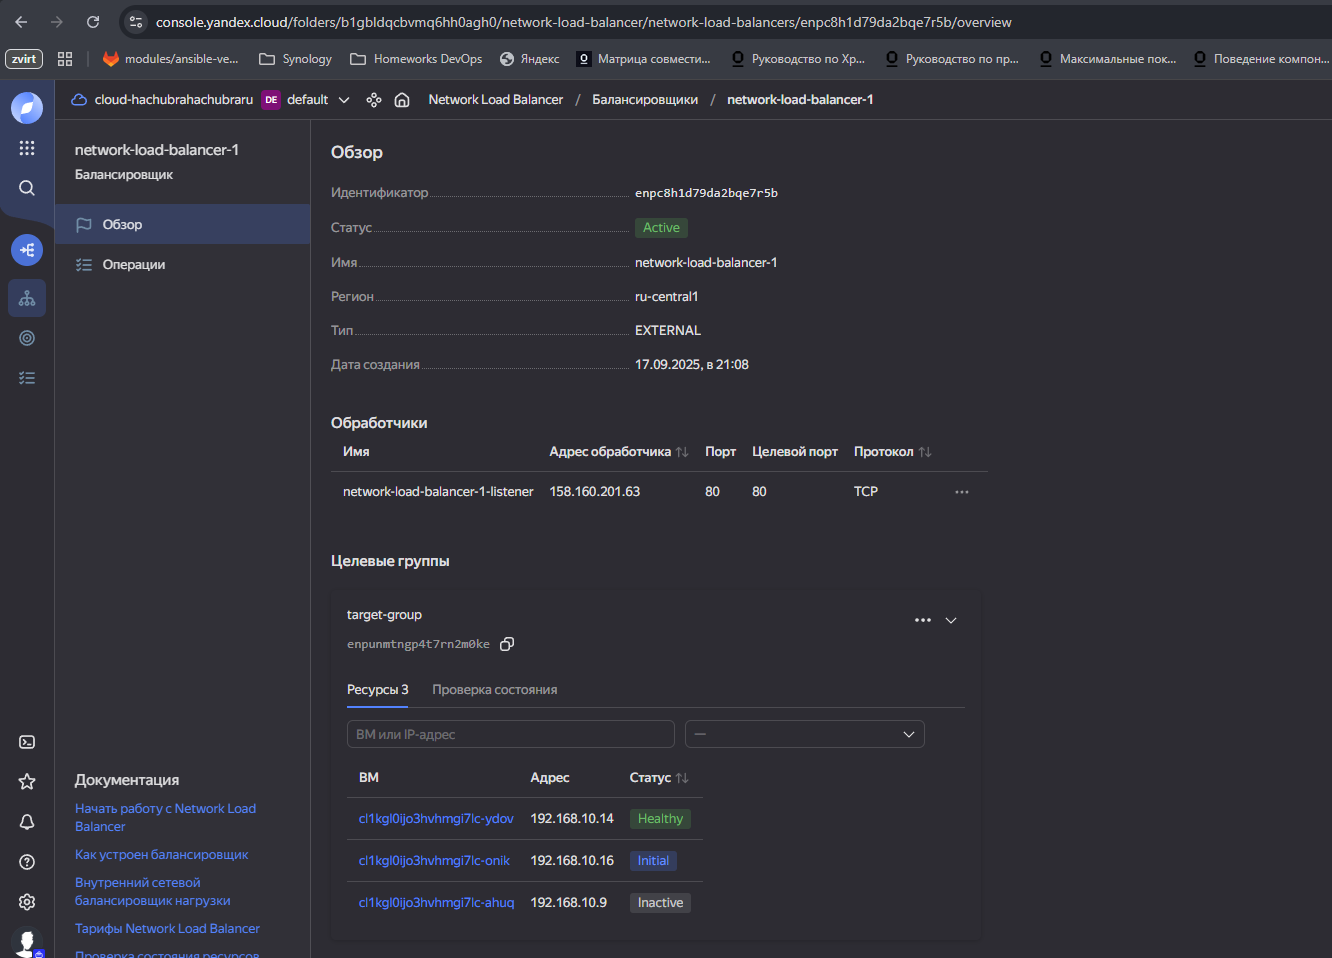 console.yandex.cloud/folders/b1gbldqcbvmq6hh0agh0/network-load-balancer/network-load-balancers/enpc8h1d79da2bqe7r5b/overview
zvirt
modules/ansible-ve...
Synology
Homeworks DevOps
Яндекс
Матрица совмести...
Руководство по Хр...
Руководство по пр...
Максимальные пок...
Поведение компон...
cloud-hachubrahachubraru DE default
Network Load Balancer / Балансировщики / network-load-balancer-1
network-load-balancer-1
Балансировщик
Обзор
Операции
Обзор
Идентификатор enpc8h1d79da2bqe7r5b
Статус Active
Имя network-load-balancer-1
Регион ru-central1
Тип EXTERNAL
Дата создания 17.09.2025, в 21:08
Обработчики
Имя Адрес обработчика Порт Целевой порт Протокол
network-load-balancer-1-listener 158.160.201.63 80 80 TCP
Целевые группы
target-group
enpunmtngp4t7rn2m0ke
Ресурсы 3 Проверка состояния
ВМ или IP-адрес —
ВМ Адрес Статус
cl1kgl0ijo3hvhmgi7lc-ydov 192.168.10.14 Healthy
cl1kgl0ijo3hvhmgi7lc-onik 192.168.10.16 Initial
cl1kgl0ijo3hvhmgi7lc-ahuq 192.168.10.9 Inactive
Документация
Начать работу с Network Load
Balancer
Как устроен балансировщик
Внутренний сетевой
балансировщик нагрузки
Тарифы Network Load Balancer
Проверка состояния ресурсов